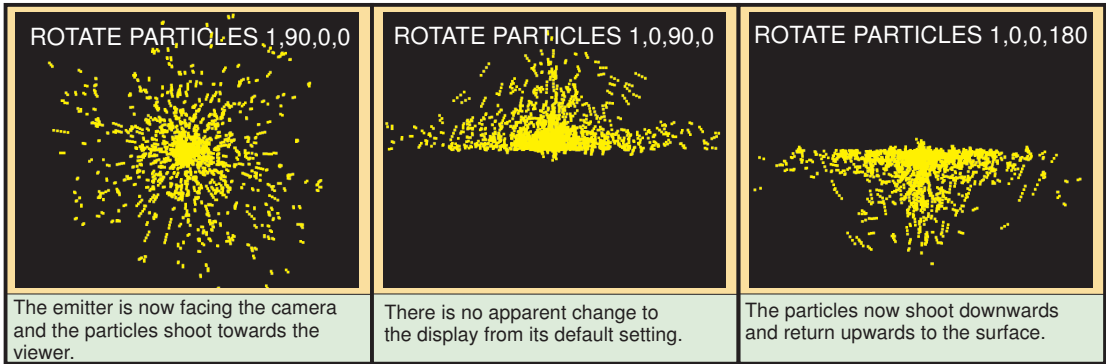 ROTATE PARTICLES 1,90,0,0
The emitter is now facing the camera
and the particles shoot towards the
viewer.
ROTATE PARTICLES 1,0,90,0
There is no apparent change to
the display from its default setting.
ROTATE PARTICLES 1,0,0,180
The particles now shoot downwards
and return upwards to the surface.